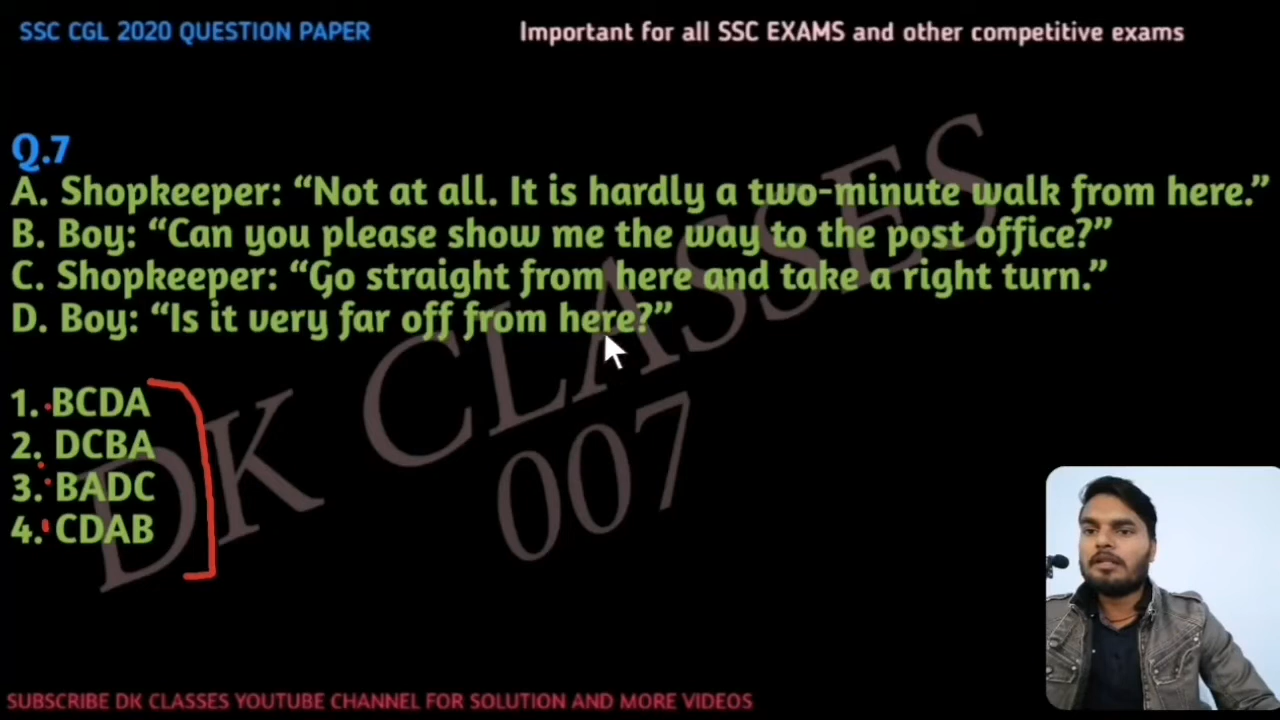 SSC CGL 2020 QUESTION PAPER Important for all SSC EXAMS and other competitive exams
Q.7
A. Shopkeeper: “Not at all. It is hardly a two-minute walk from here.”
B. Boy: “Can you please show me the way to the post office?”
C. Shopkeeper: “Go straight from here and take a right turn.”
D. Boy: “Is it very far off from here?”
1. BCDA
2. DCBA
3. BADC
4. CDAB
DK CLASSES
007
SUBSCRIBE DK CLASSES YOUTUBE CHANNEL FOR SOLUTION AND MORE VIDEOS